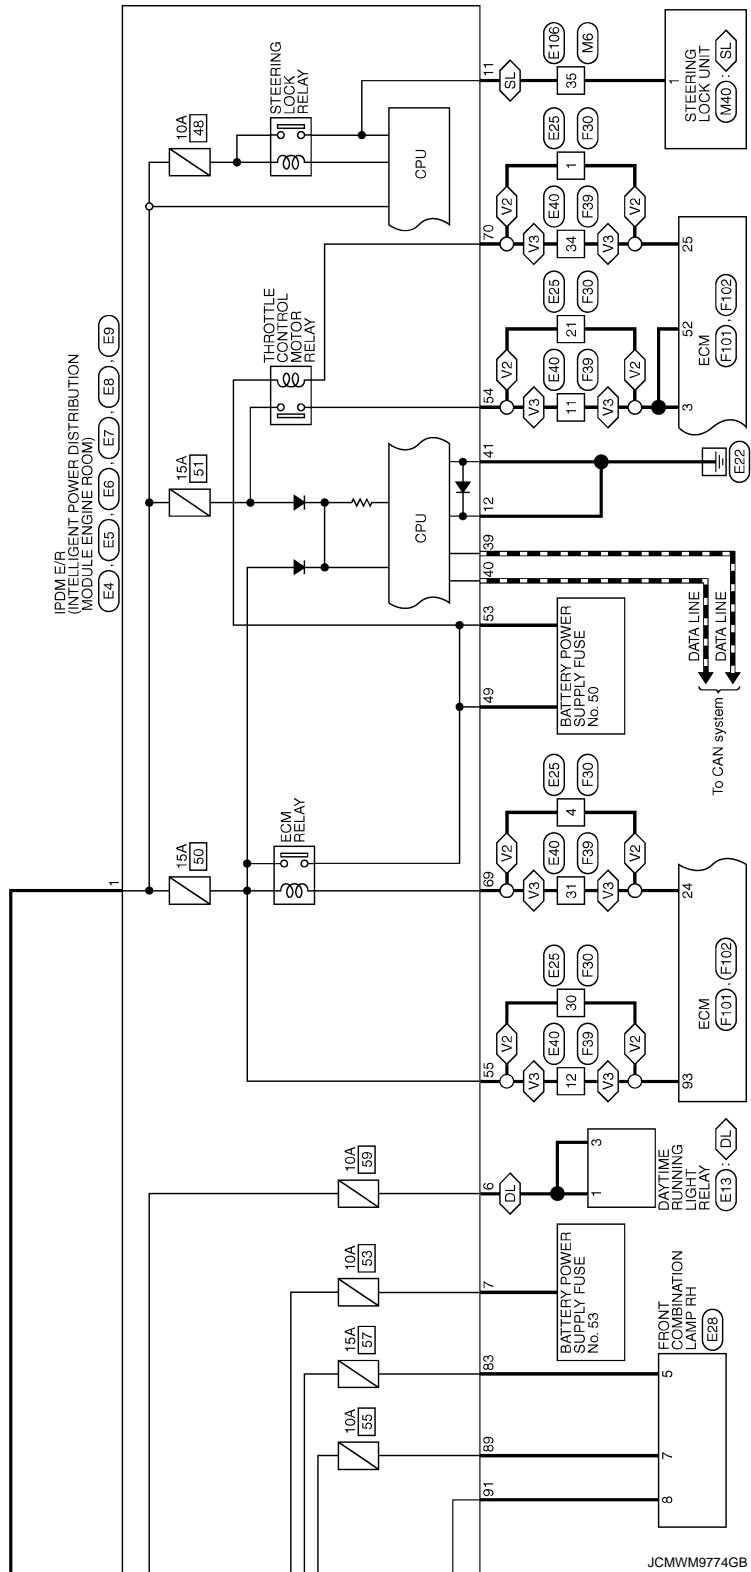 IPDM E/R
(INTELLIGENT POWER DISTRIBUTION
MODULE ENGINE ROOM)
E4 , E5 , E6 , E7 , E8 , E9
1
10A
48
STEERING
LOCK
RELAY
CPU
11
SL
E106
35
M6
1
STEERING
LOCK UNIT
M40 : SL
15A
51
THROTTLE
CONTROL
MOTOR
RELAY
70
V2
E25
1
F30
V2
V3
E40
34
F39
V3
25
54
V2
E25
21
F30
V2
V3
E40
11
F39
V3
52
3
ECM
F101 , F102
CPU
41
12
E22
39
40
DATA LINE
DATA LINE
To CAN system
53
49
BATTERY POWER
SUPPLY FUSE
No. 50
15A
50
ECM
RELAY
69
V2
E25
4
F30
V2
V3
E40
31
F39
V3
24
55
V2
E25
30
F30
V2
V3
E40
12
F39
V3
93
ECM
F101 , F102
10A
59
6
DL
3
1
DAYTIME
RUNNING
LIGHT
RELAY
E13 : DL
10A
53
7
BATTERY POWER
SUPPLY FUSE
No. 53
15A
57
83
5
10A
55
89
7
91
8
FRONT
COMBINATION
LAMP RH
E28
JCMWM9774GB